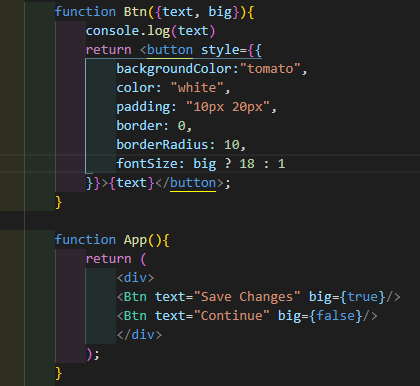 function Btn({text, big}){
console.log(text)
return <button style={{
backgroundColor:"tomato",
color: "white",
padding: "10px 20px",
border: 0,
borderRadius: 10,
fontSize: big ? 18 : 1
}}>{text}</button>;
}
function App(){
return (
<div>
<Btn text="Save Changes" big={true}/>
<Btn text="Continue" big={false}/>
</div>
);
}